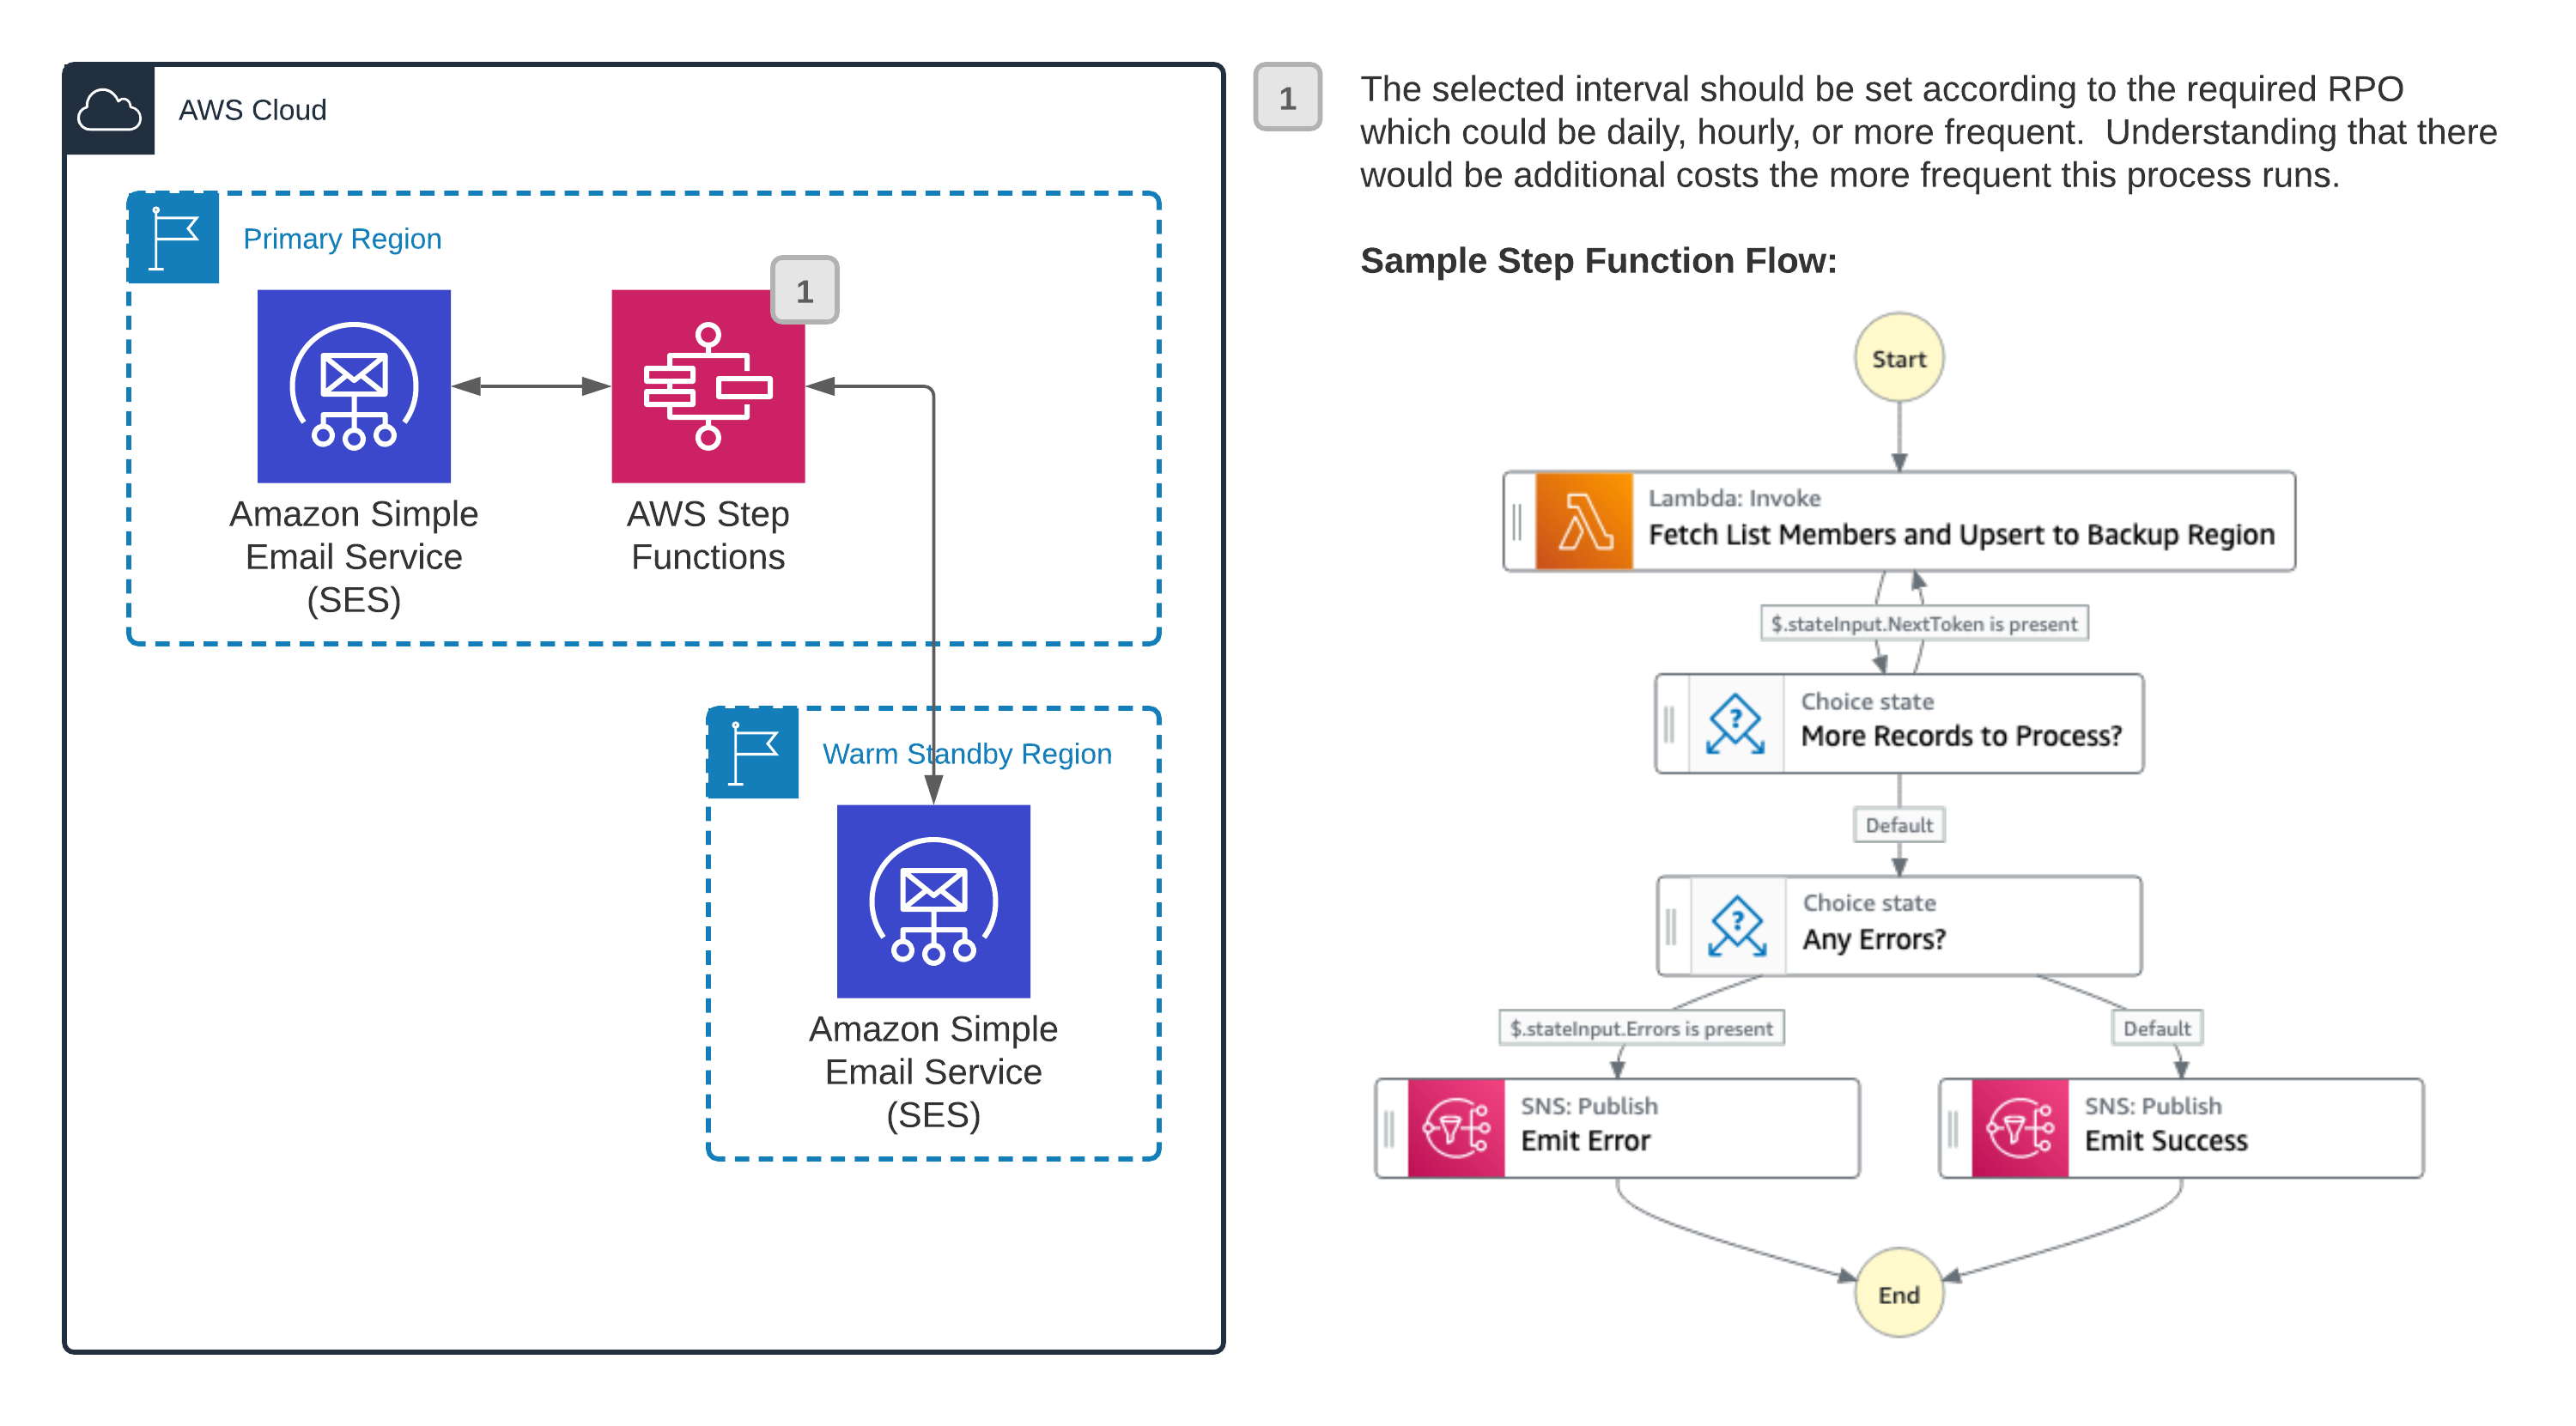 AWS Cloud
Primary Region
1
Amazon Simple
Email Service
(SES)
AWS Step
Functions
Warm Standby Region
Amazon Simple
Email Service
(SES)
1
The selected interval should be set according to the required RPO
which could be daily, hourly, or more frequent.  Understanding that there
would be additional costs the more frequent this process runs.
Sample Step Function Flow:
Start
Lambda: Invoke
Fetch List Members and Upsert to Backup Region
$.stateInput.NextToken is present
Choice state
More Records to Process?
Default
Choice state
Any Errors?
$.stateInput.Errors is present
Default
SNS: Publish
Emit Error
SNS: Publish
Emit Success
End